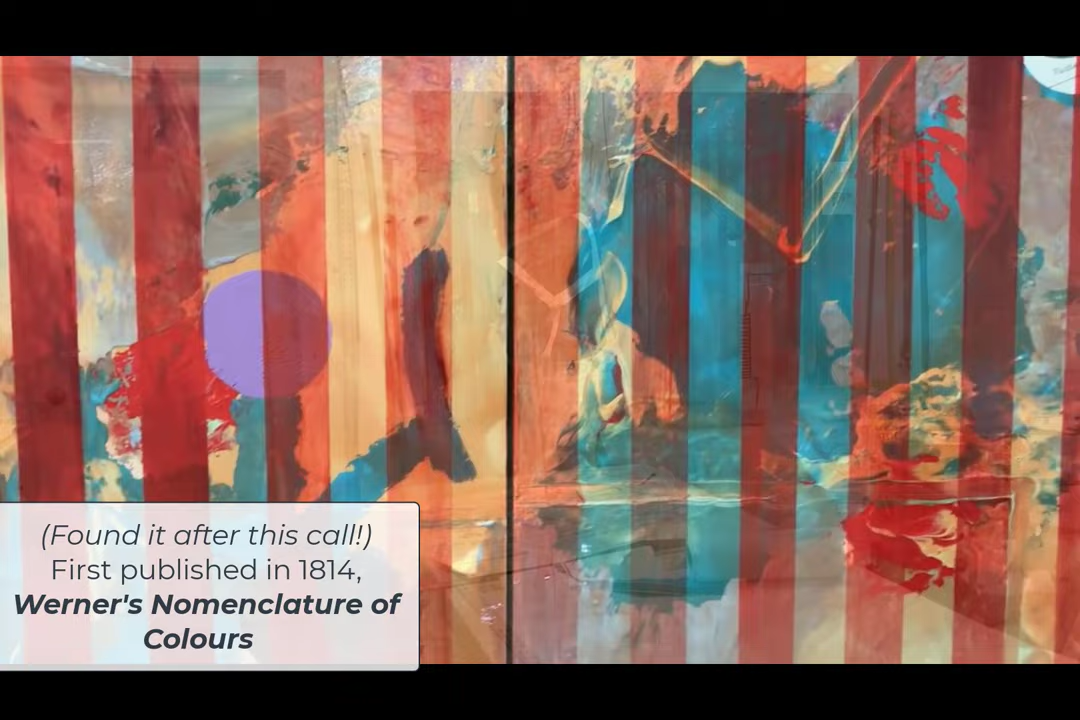 (Found it after this call!)
First published in 1814,
Werner's Nomenclature of
Colours